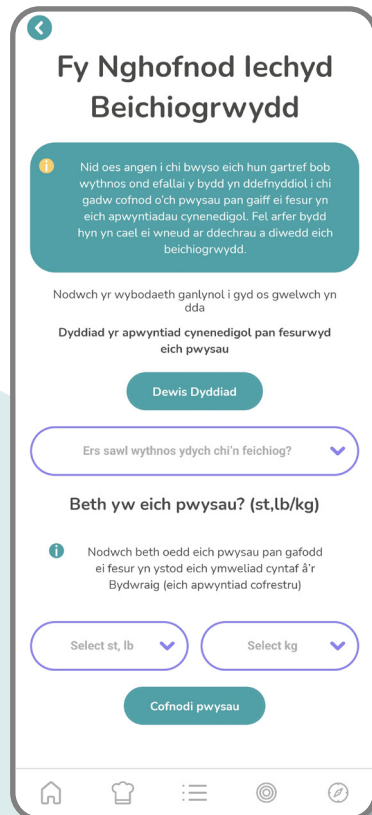 Fy Nghofnod Iechyd
Beichiogrwydd
Nid oes angen i chi bwyso eich hun gartref bob
wythnos ond efallai y bydd yn ddefnyddiol i chi
gadw cofnod o'ch pwysau pan gaiff ei fesur yn
eich apwyntiadau cynenedigol. Fel arfer bydd
hyn yn cael ei wneud ar ddechrau a diwedd eich
beichiogrwydd.
Nodwch yr wybodaeth ganlynol i gyd os gwelwch yn
dda
Dyddiad yr apwyntiad cynenedigol pan fesurwyd
eich pwysau
Dewis Dyddiad
Ers sawl wythnos ydych chi'n feichiog?
Beth yw eich pwysau? (st,lb/kg)
Nodwch beth oedd eich pwysau pan gafodd
ei fesur yn ystod eich ymweliad cyntaf â'r
Bydwraig (eich apwyntiad cofrestru)
Select st, lb
Select kg
Cofnodi pwysau